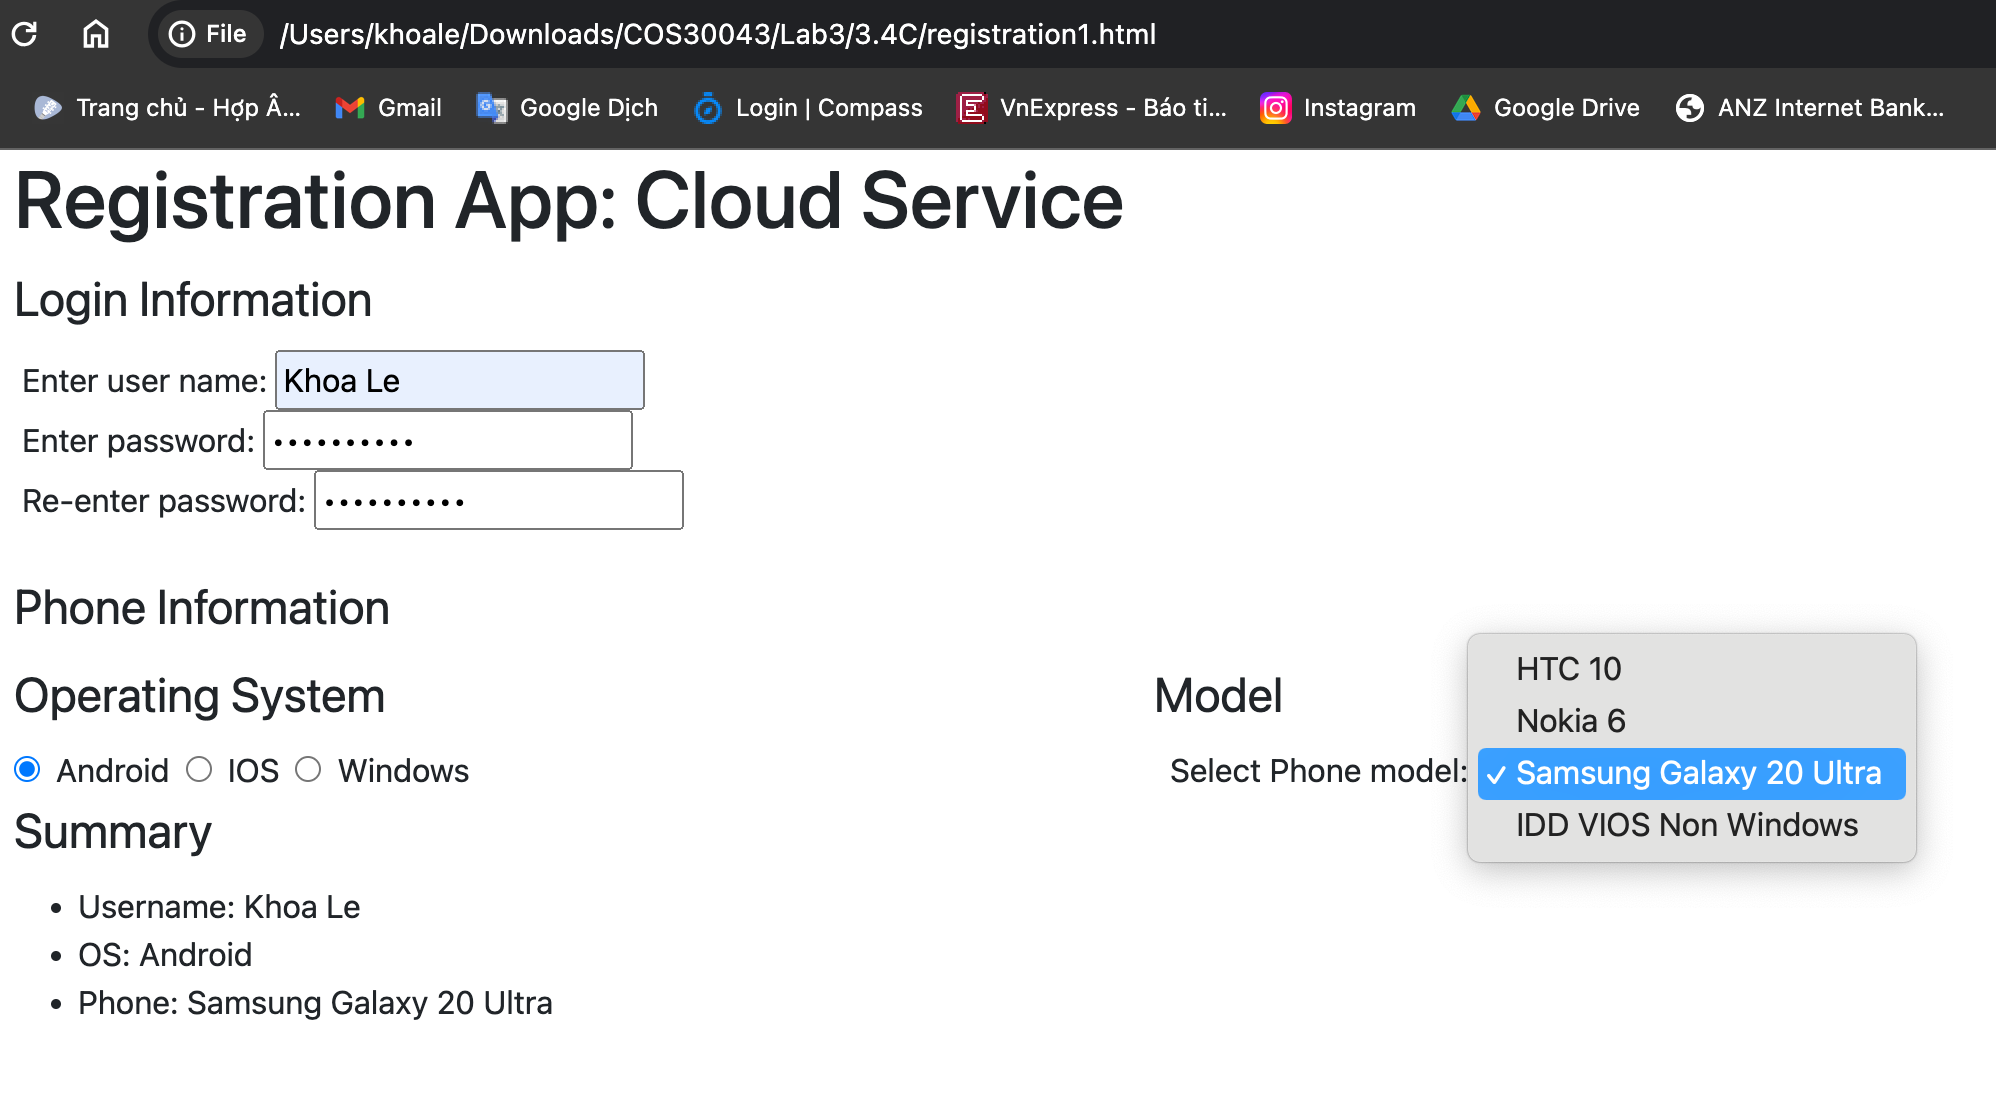 File /Users/khoale/Downloads/COS30043/Lab3/3.4C/registration1.html
Trang chủ - Hợp Â... Gmail Google Dịch Login | Compass VnExpress - Báo ti... Instagram Google Drive ANZ Internet Bank...
Registration App: Cloud Service
Login Information
Enter user name: Khoa Le
Enter password: ••••••••••
Re-enter password: ••••••••••
Phone Information
Operating System
Android IOS Windows
Model
Select Phone model:
HTC 10
Nokia 6
✓ Samsung Galaxy 20 Ultra
IDD VIOS Non Windows
Summary
• Username: Khoa Le
• OS: Android
• Phone: Samsung Galaxy 20 Ultra